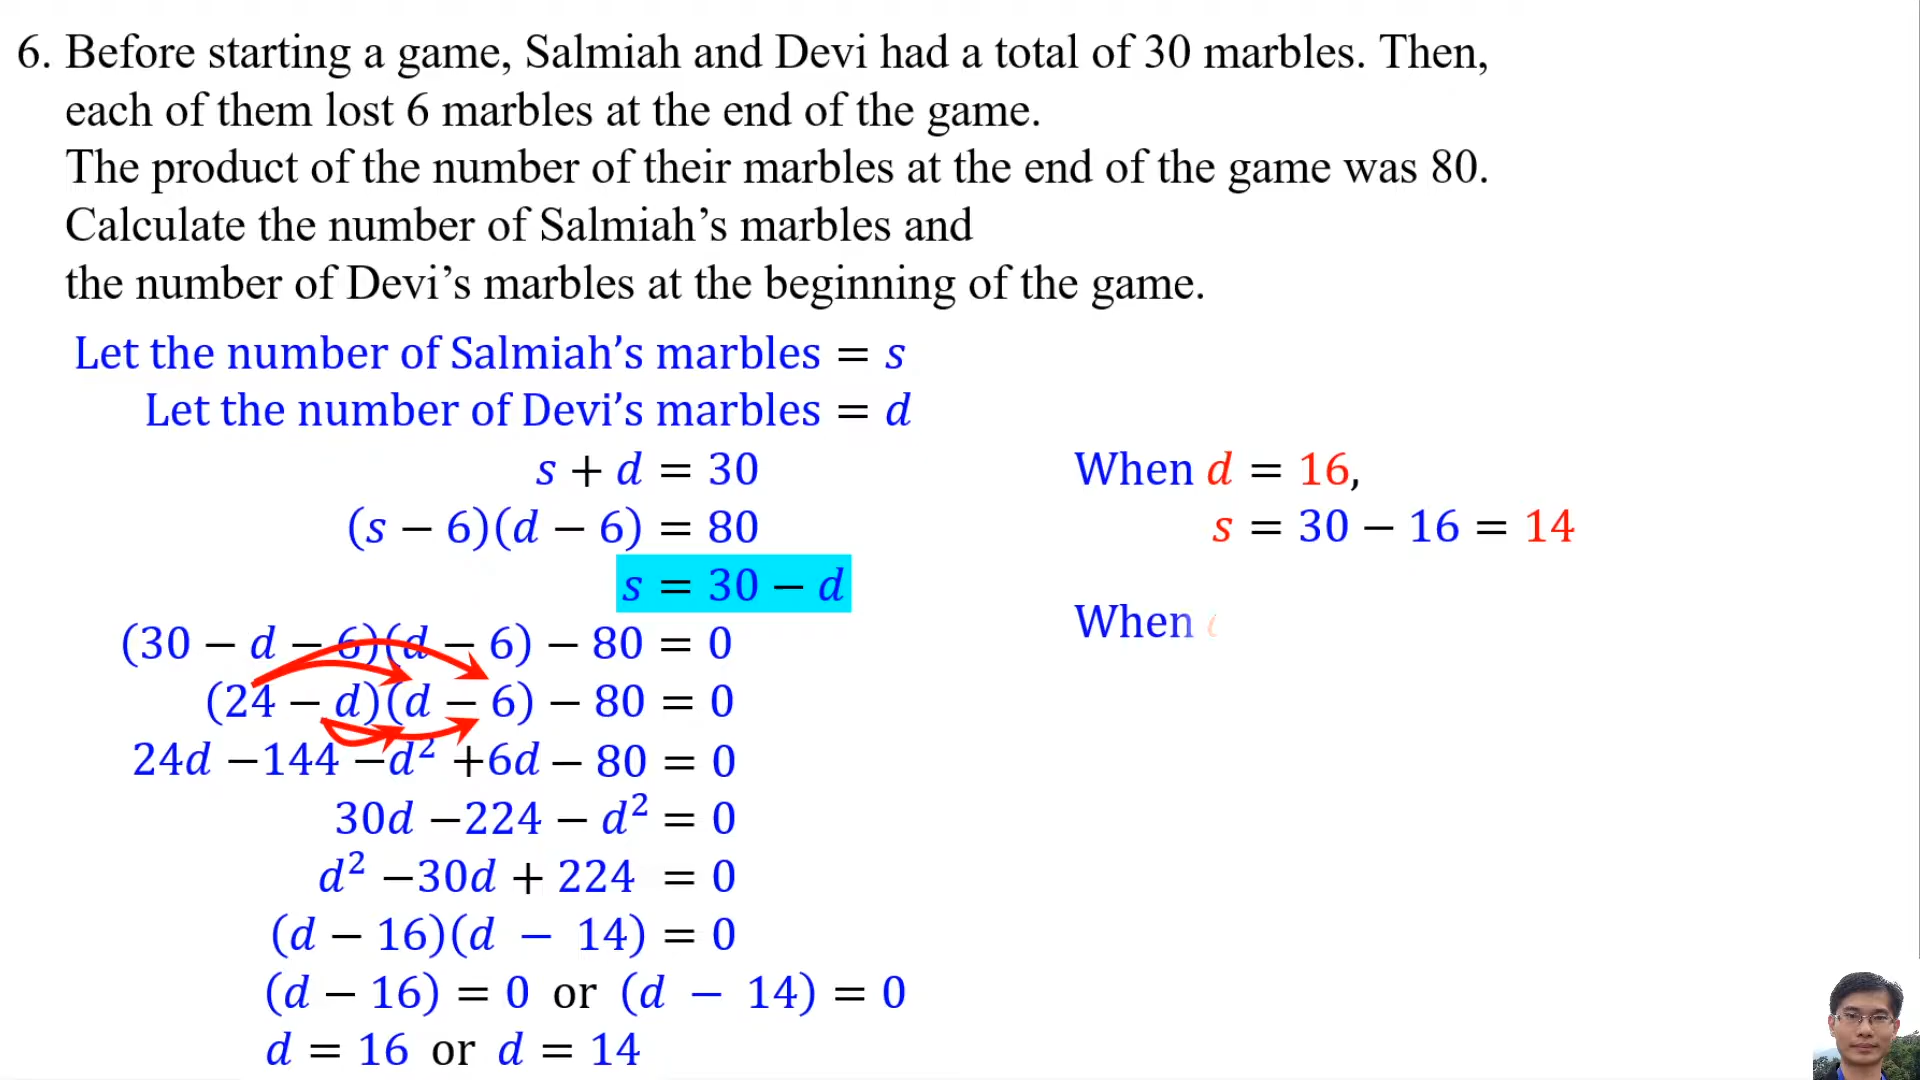 6. Before starting a game, Salmiah and Devi had a total of 30 marbles. Then,
each of them lost 6 marbles at the end of the game.
The product of the number of their marbles at the end of the game was 80.
Calculate the number of Salmiah’s marbles and
the number of Devi’s marbles at the beginning of the game.
Let the number of Salmiah’s marbles = s
Let the number of Devi’s marbles = d
s + d = 30
(s − 6)(d − 6) = 80
s = 30 − d
(30 − d − 6)(d − 6) − 80 = 0
(24 − d)(d − 6) − 80 = 0
24d −144 −d² +6d − 80 = 0
30d −224 − d² = 0
d² −30d + 224 = 0
(d − 16)(d − 14) = 0
(d − 16) = 0 or (d − 14) = 0
d = 16 or d = 14
When d = 16,
s = 30 − 16 = 14
When